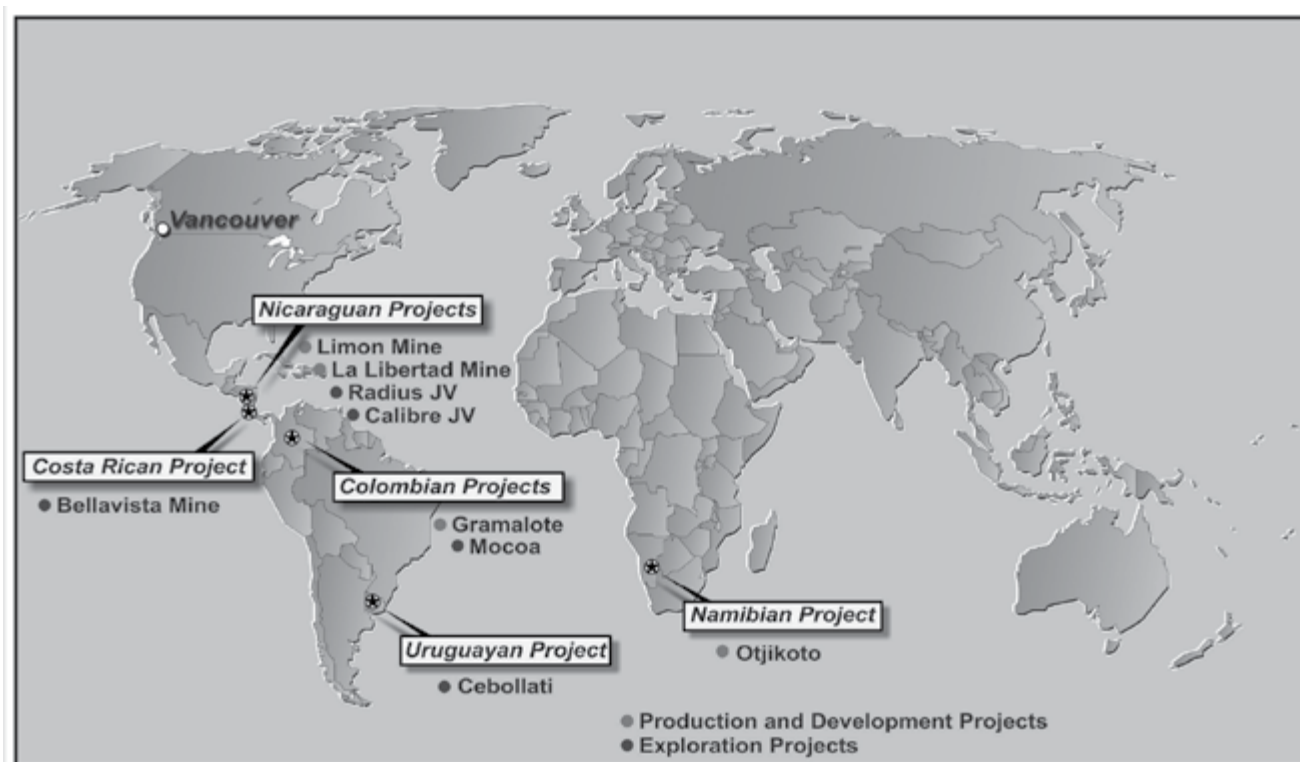 Vancouver
Nicaraguan Projects
Limon Mine
La Libertad Mine
Radius JV
Calibre JV
Costa Rican Project
Bellavista Mine
Colombian Projects
Gramalote
Mocoa
Namibian Project
Otjikoto
Uruguayan Project
Cebollati
Production and Development Projects
Exploration Projects